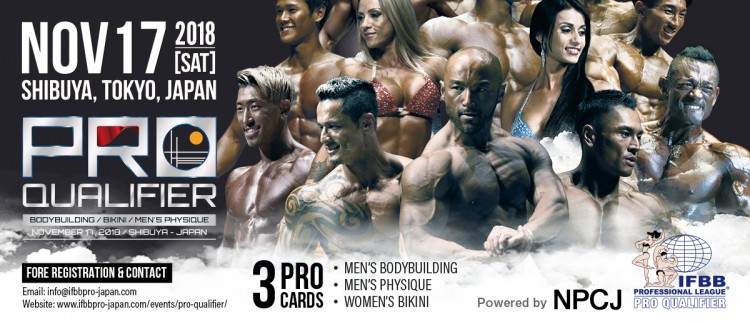 NOV 17 2018 [SAT]
SHIBUYA, TOKYO, JAPAN
PRO
QUALIFIER
BODYBUILDING / BIKINI / MEN'S PHYSIQUE
NOVEMBER 17, 2018 / SHIBUYA - JAPAN
FORE REGISTRATION & CONTACT
Email: info@ifbbpro-japan.com
Website: www.ifbbpro-japan.com/events/pro-qualifier/
3 PRO CARDS
• MEN'S BODYBUILDING
• MEN'S PHYSIQUE
• WOMEN'S BIKINI
Powered by NPCJ
IFBB
PROFESSIONAL LEAGUE
PRO QUALIFIER